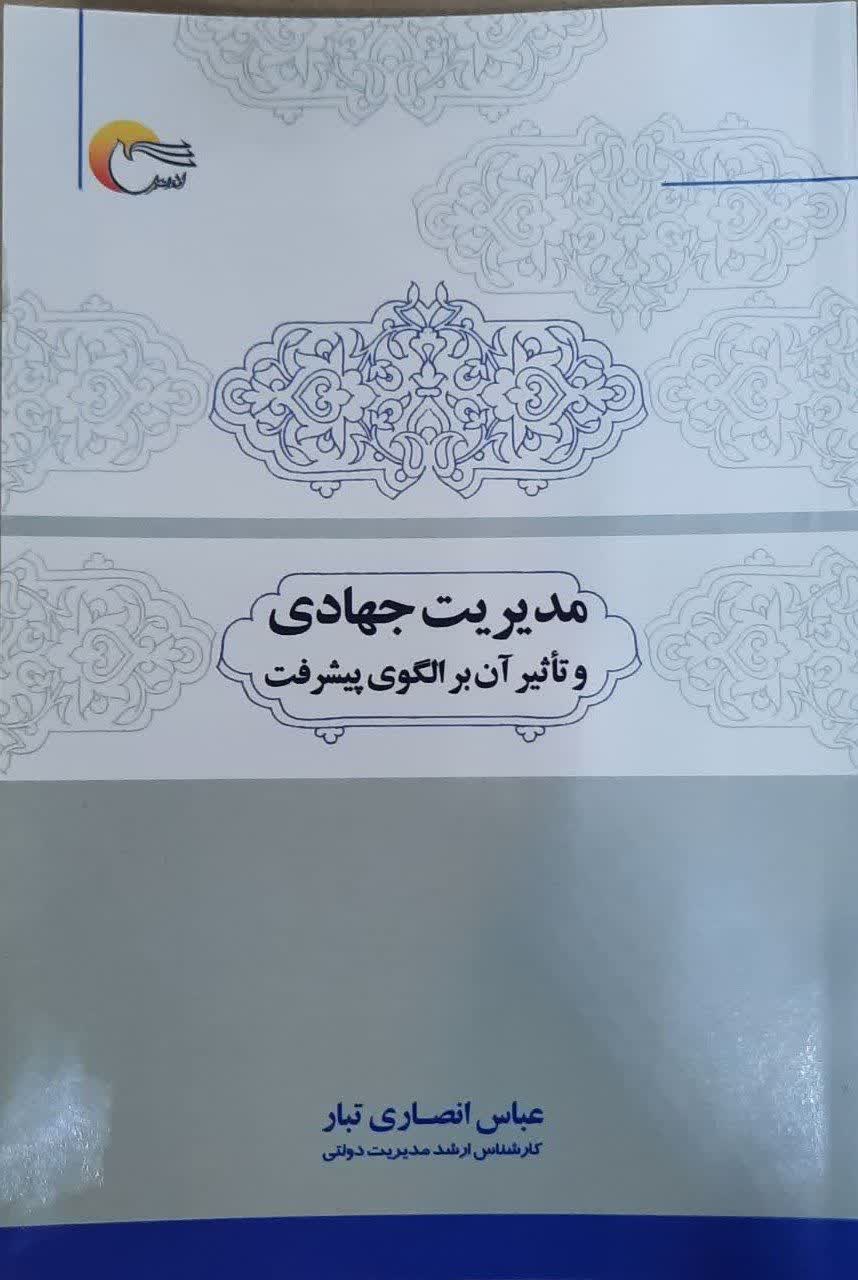 مدیریت جهادی
و تأثیر آن بر الگوی پیشرفت
عباس انصاری تبار
کارشناس ارشد مدیریت دولتی